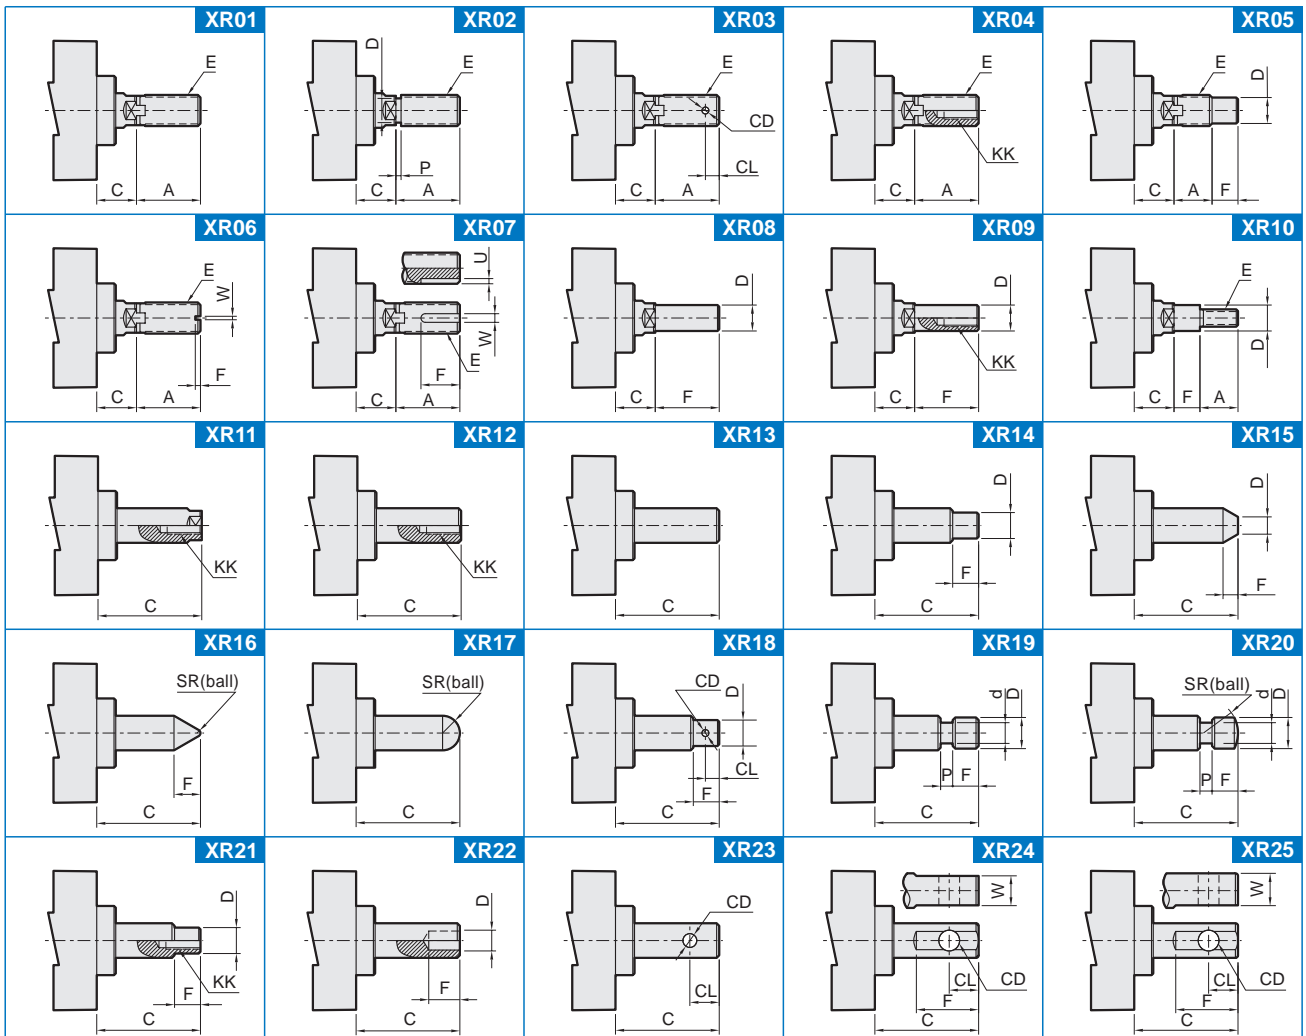 XR01
E
C
A
XR02
D
E
P
C
A
XR03
E
CD
CL
C
A
XR04
E
KK
C
A
XR05
E
D
C
A
F
XR06
E
W
F
C
A
XR07
U
W
E
F
C
A
XR08
D
C
F
XR09
D
KK
C
F
XR10
E
D
C
F
A
XR11
KK
C
XR12
KK
C
XR13
C
XR14
D
F
C
XR15
D
F
C
XR16
SR(ball)
F
C
XR17
SR(ball)
C
XR18
CD
D
CL
F
C
XR19
d
D
P
F
C
XR20
SR(ball)
d
D
P
F
C
XR21
D
KK
F
C
XR22
D
F
C
XR23
CD
CL
C
XR24
W
CL
F
CD
C
XR25
W
CL
F
CD
C